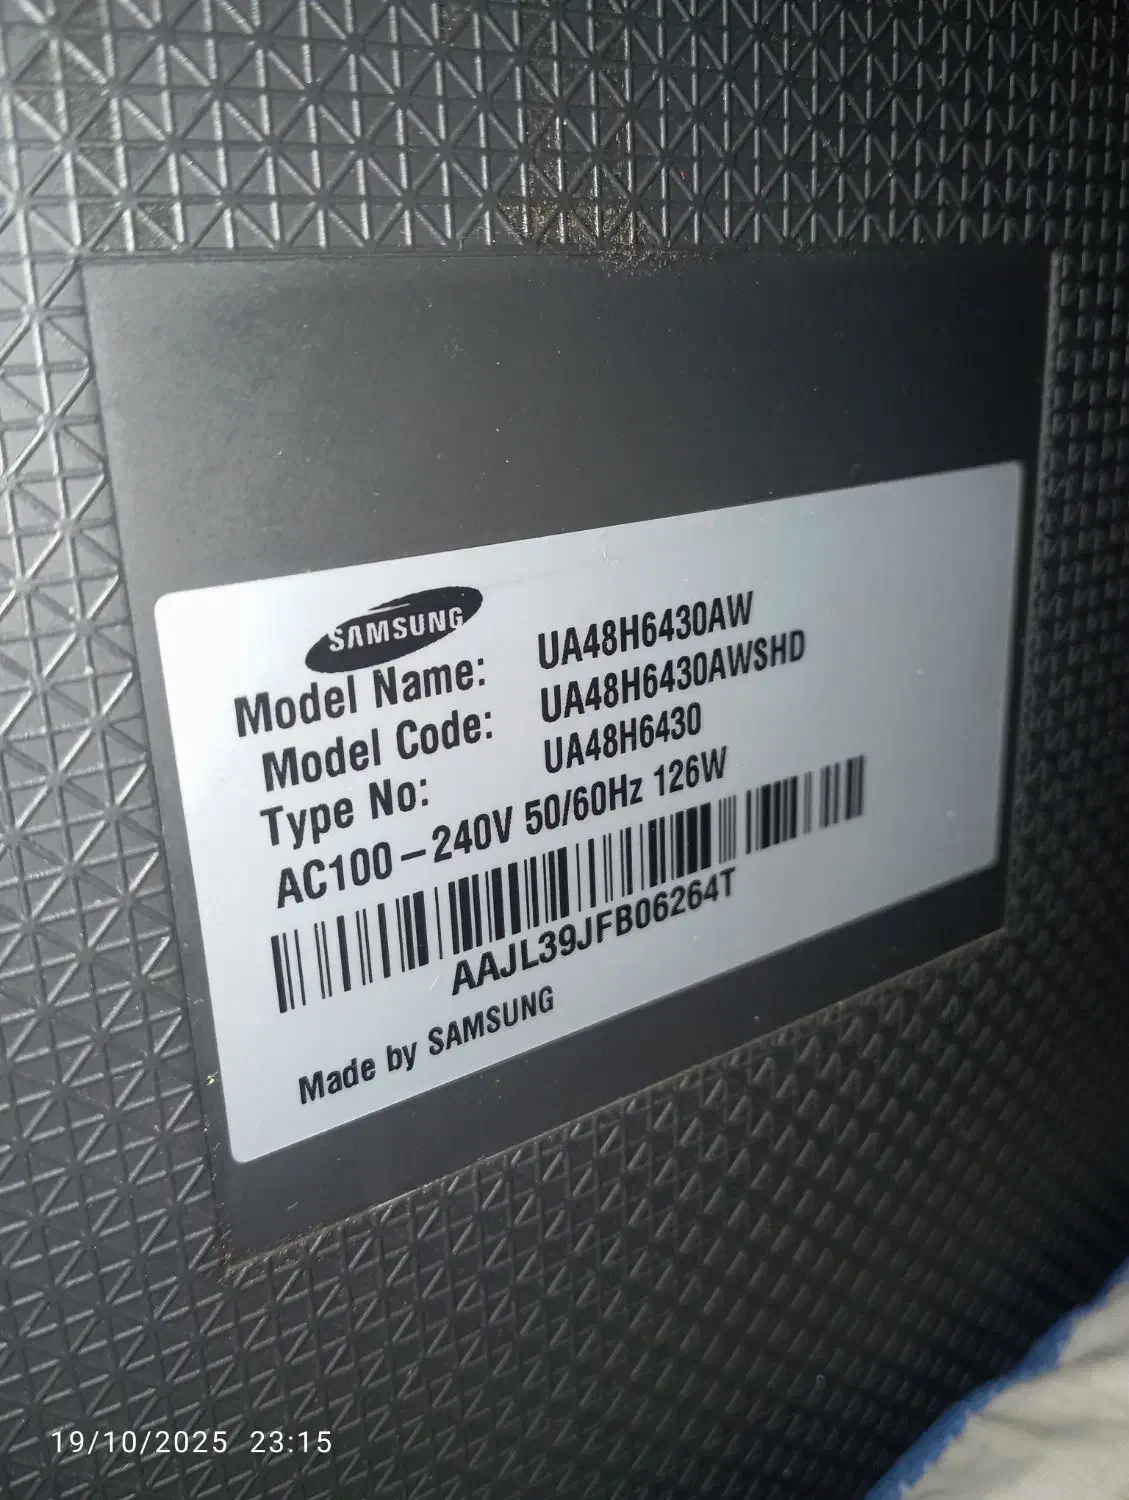 SAMSUNG
Model Name: UA48H6430AW
Model Code: UA48H6430AWSHD
Type No: UA48H6430
AC100-240V 50/60Hz 126W
AAJL39JFB06264T
Made by SAMSUNG
19/10/2025 23:15